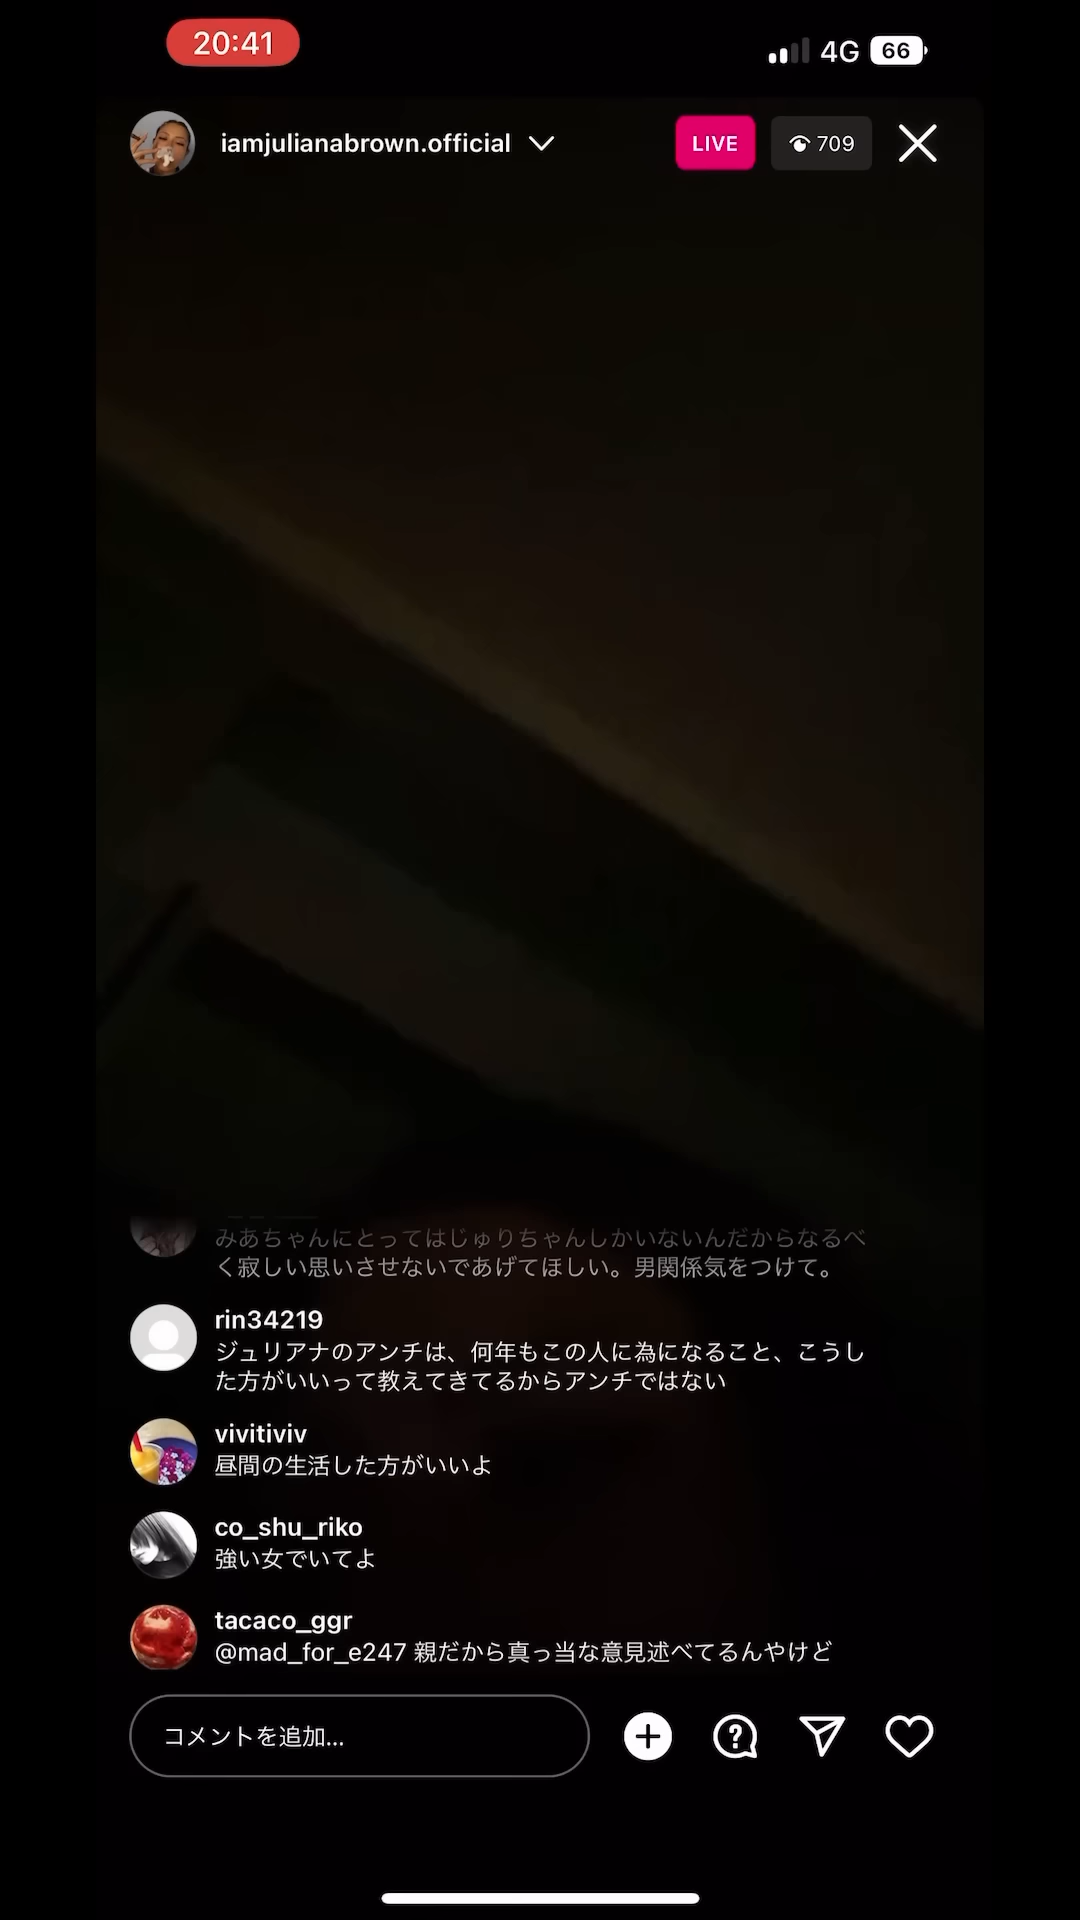 20:41
4G 66
iamjulianabrown.official
LIVE
709
みあちゃんにとってはじゅりちゃんしかいないんだからなるべ
く寂しい思いさせないであげてほしい。男関係気をつけて。
rin34219
ジュリアナのアンチは、何年もこの人に為になること、こうし
た方がいいって教えてきてるからアンチではない
vivitiviv
昼間の生活した方がいいよ
co_shu_riko
強い女でいてよ
tacaco_ggr
@mad_for_e247 親だから真っ当な意見述べてるんやけど
コメントを追加...